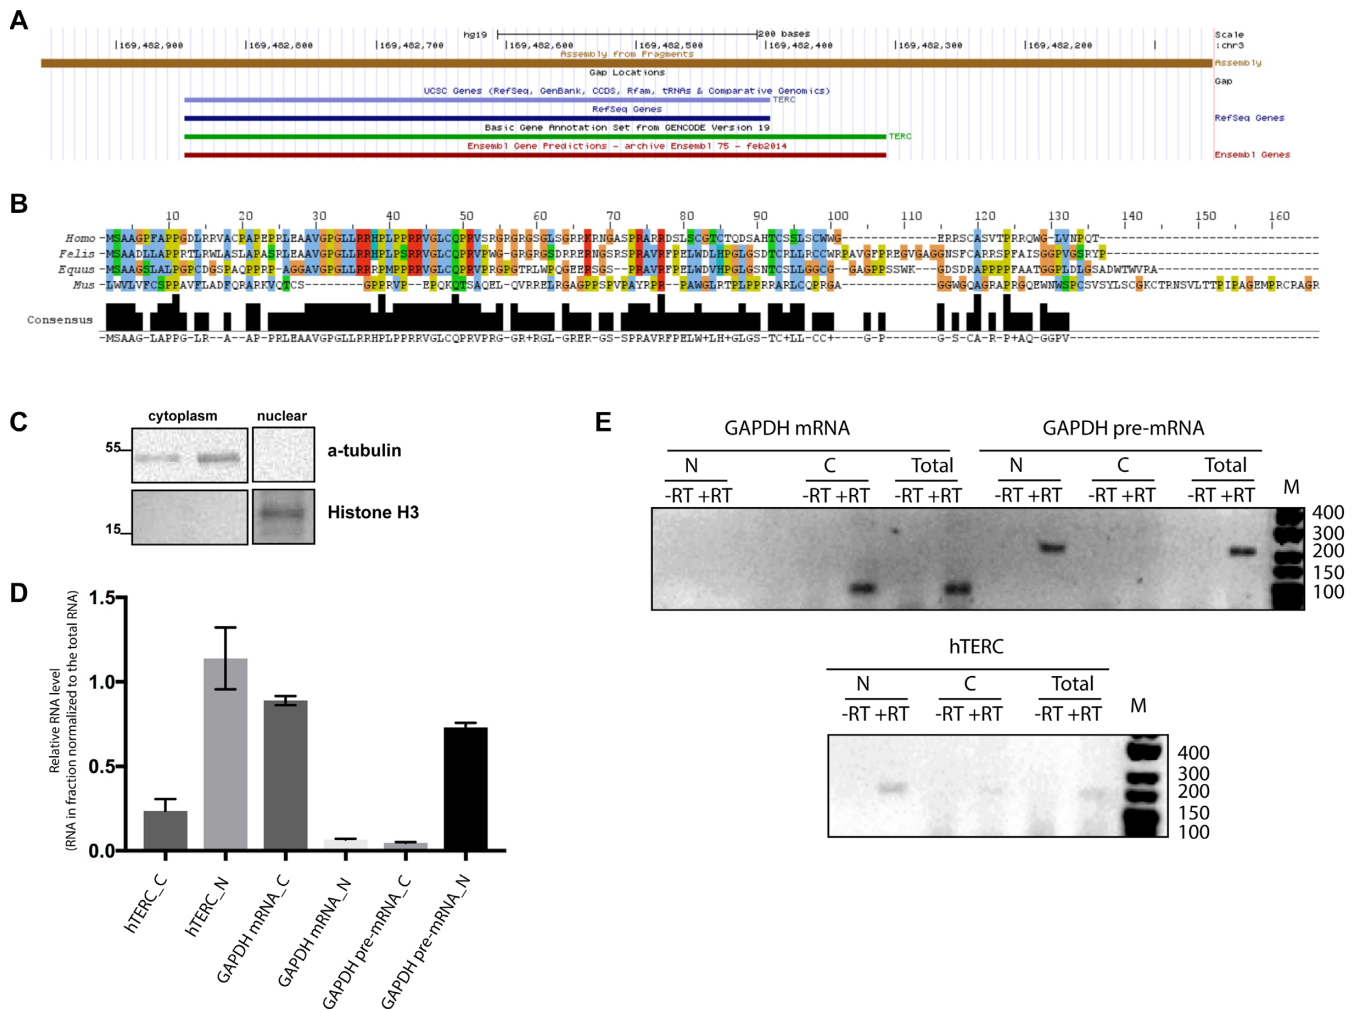 A
hg19 200 bases Scale
169,482,900 169,482,800 169,482,700 169,482,600 169,482,500 169,482,400 169,482,300 169,482,200 :chr3
Assembly from Fragments
Assembly
Gap Locations
Gap
UCSC Genes (RefSeq, GenBank, CCDS, Rfam, tRNAs & Comparative Genomics)
TERC
RefSeq Genes
RefSeq Genes
Basic Gene Annotation Set from GENCODE Version 19
TERC
Ensembl Gene Predictions - archive Ensembl 75 - feb2014
Ensembl Genes
B
10 20 30 40 50 60 70 80 90 100 110 120 130 140 150 160
Homo
Felis
Equus
Mus
Consensus
C
cytoplasm nuclear
55
a-tubulin
Histone H3
15
D
1.5
1.0
0.5
0.0
Relative RNA level
(RNA in fraction normalized to the total RNA)
hTERC_C
hTERC_N
GAPDH mRNA_C
GAPDH mRNA_N
GAPDH pre-mRNA_C
GAPDH pre-mRNA_N
E
GAPDH mRNA GAPDH pre-mRNA
N C Total N C Total
-RT +RT -RT +RT -RT +RT -RT +RT -RT +RT -RT +RT M
400
300
200
150
100
hTERC
N C Total
-RT +RT -RT +RT -RT +RT M
400
300
200
150
100